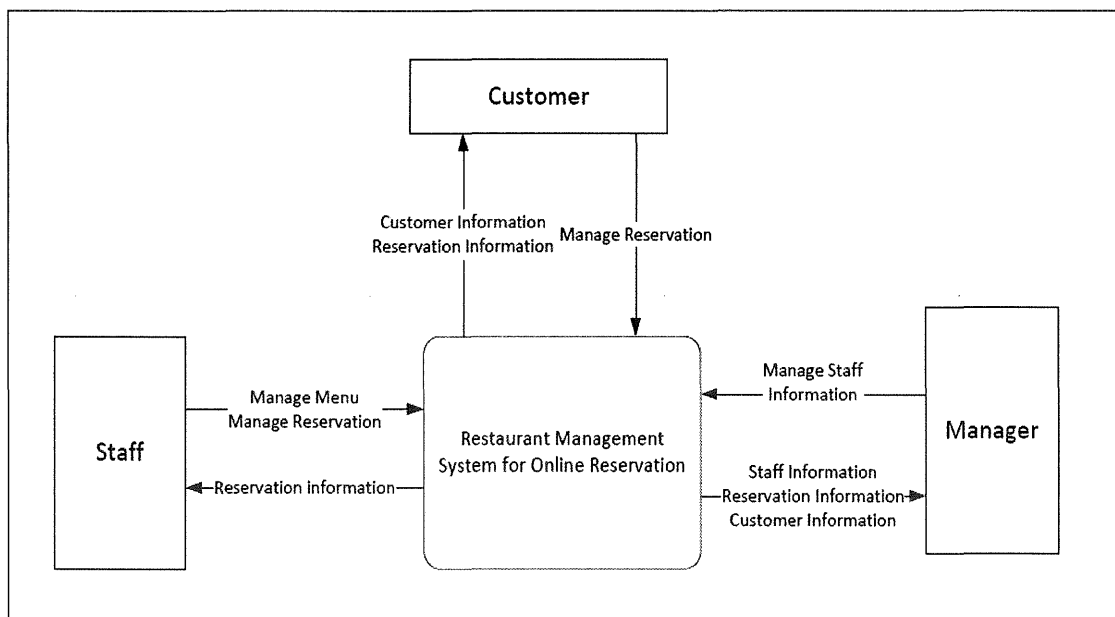 Customer
Customer Information
Reservation Information
Manage Reservation
Manage Menu
Manage Reservation
Staff
Reservation information
Restaurant Management
System for Online Reservation
Manage Staff
Information
Manager
Staff Information
Reservation Information
Customer Information